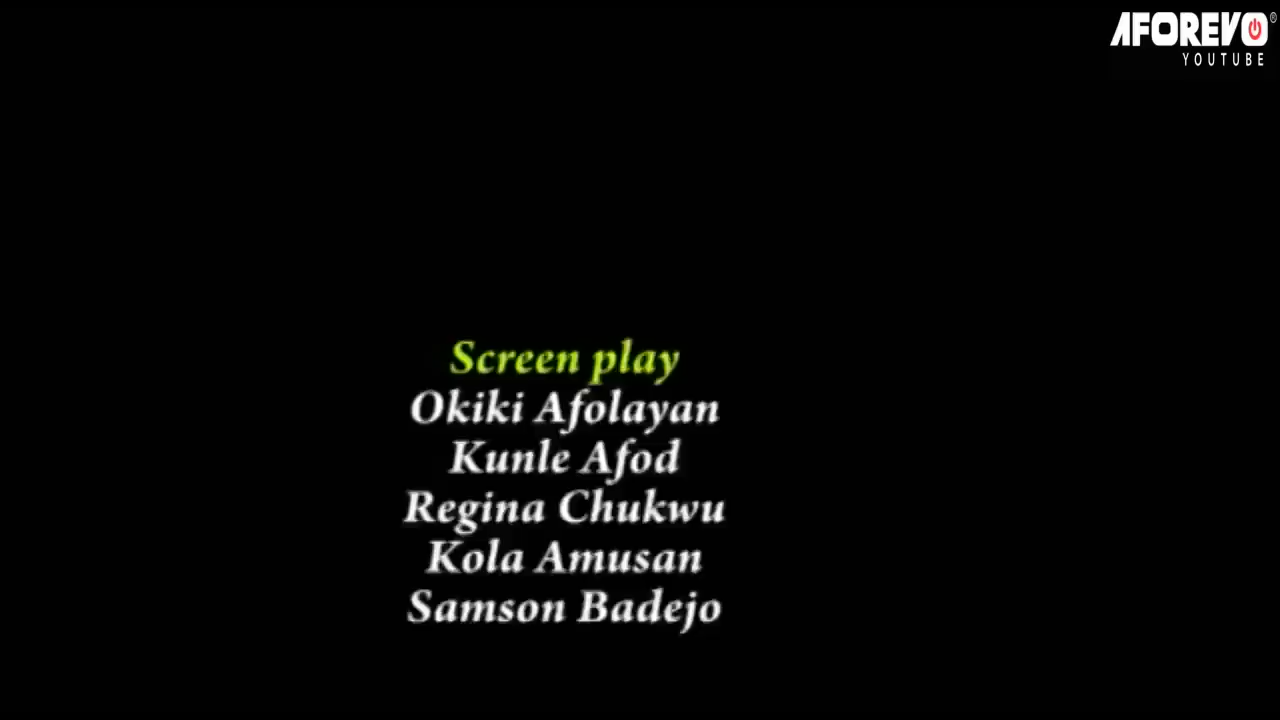 AFOREVO®
YOUTUBE
Screen play
Okiki Afolayan
Kunle Afod
Regina Chukwu
Kola Amusan
Samson Badejo